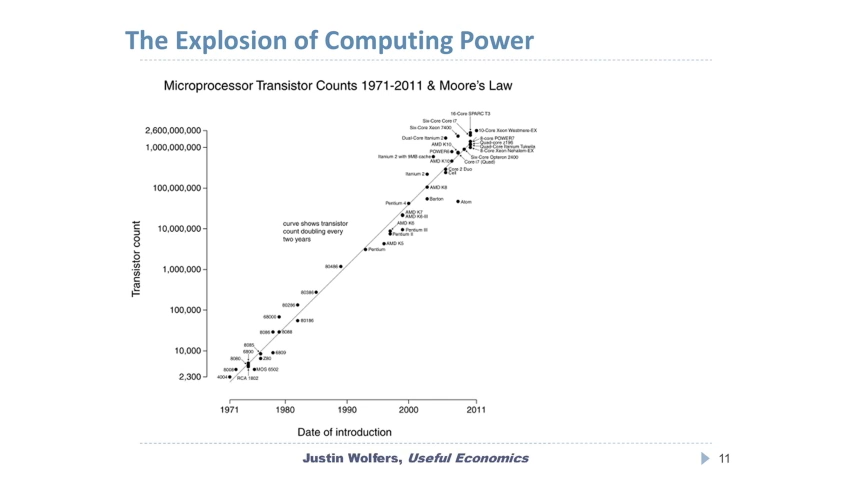 The Explosion of Computing Power
Microprocessor Transistor Counts 1971-2011 & Moore's Law
16-Core SPARC T3
Six-Core Core i7
Six-Core Xeon 7400
10-Core Xeon Westmere-EX
Dual-Core Itanium 2
8-core POWER7
Quad-core z196
AMD K10
Quad-Core Itanium Tukwila
POWER6
8-Core Xeon Nehalem-EX
Itanium 2 with 9MB cache
Six-Core Opteron 2400
AMD K10
Core i7 (Quad)
Core 2 Duo
Itanium 2
Cell
AMD K8
Barton
Atom
Pentium 4
AMD K7
AMD K6-III
AMD K6
Pentium III
Pentium II
AMD K5
Pentium
80486
80386
80286
68000
80186
8086
8088
8085
6800
6809
8080
Z80
8008
MOS 6502
4004
RCA 1802
curve shows transistor
count doubling every
two years
Transistor count
2,600,000,000
1,000,000,000
100,000,000
10,000,000
1,000,000
100,000
10,000
2,300
1971 1980 1990 2000 2011
Date of introduction
Justin Wolfers, Useful Economics
11